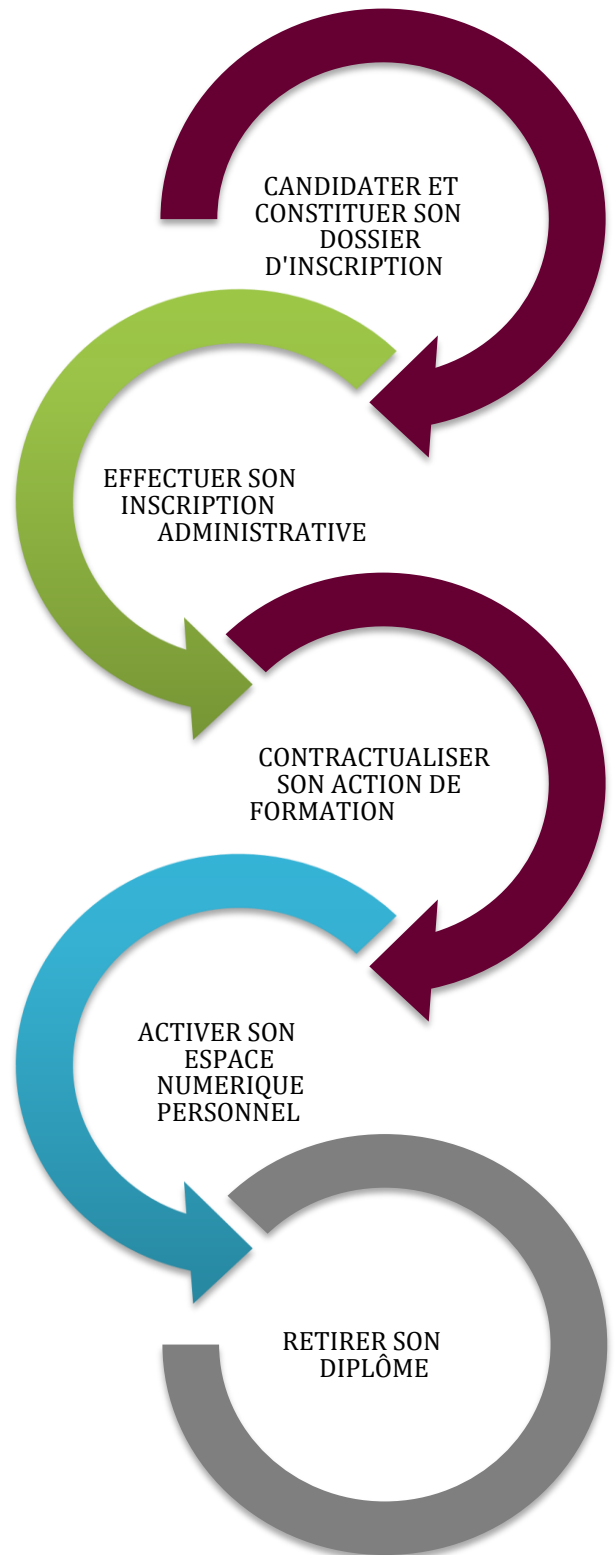 CANDIDATER ET
CONSTITUER SON
DOSSIER
D'INSCRIPTION
EFFECTUER SON
INSCRIPTION
ADMINISTRATIVE
CONTRACTUALISER
SON ACTION DE
FORMATION
ACTIVER SON
ESPACE
NUMERIQUE
PERSONNEL
RETIRER SON
DIPLÔME